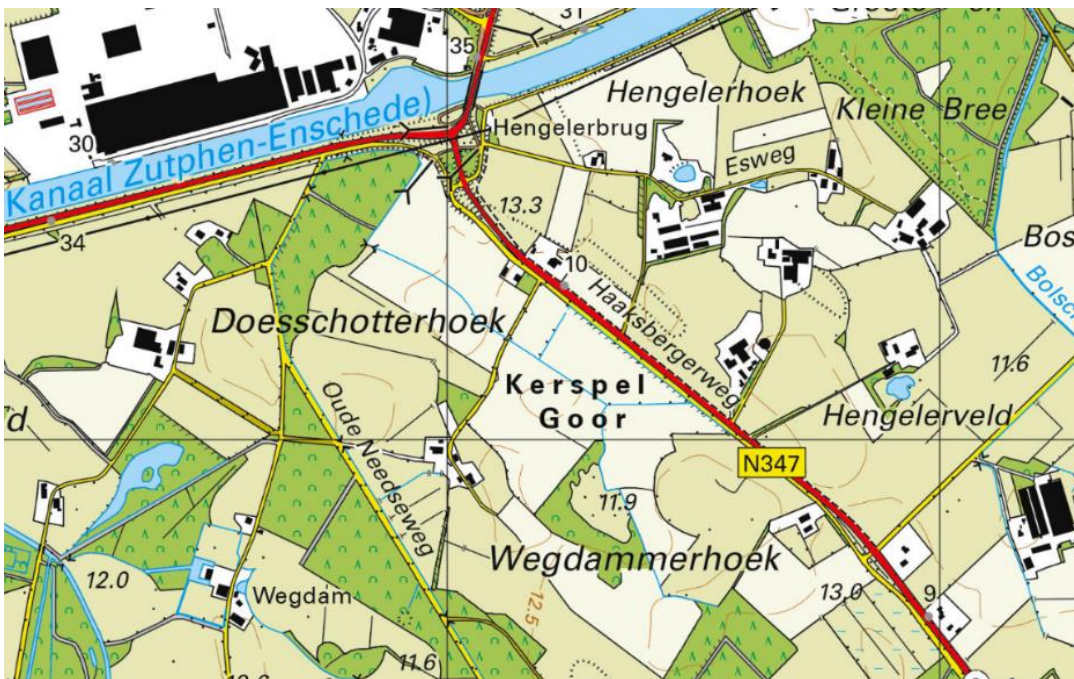 31
35
30
Kanaal Zutphen-Enschede)
34
Hengelerhoek
Hengelerbrug
Kleine Bree
Esweg
13.3
Bos
10
Bolsch
Haaksbergerweg
Doesschotterhoek
Kerspel
Goor
11.6
Hengelerveld
d
Oude Needseweg
N347
11.9
Wegdammerhoek
12.0
Wegdam
12.5
13.0
9
11.6